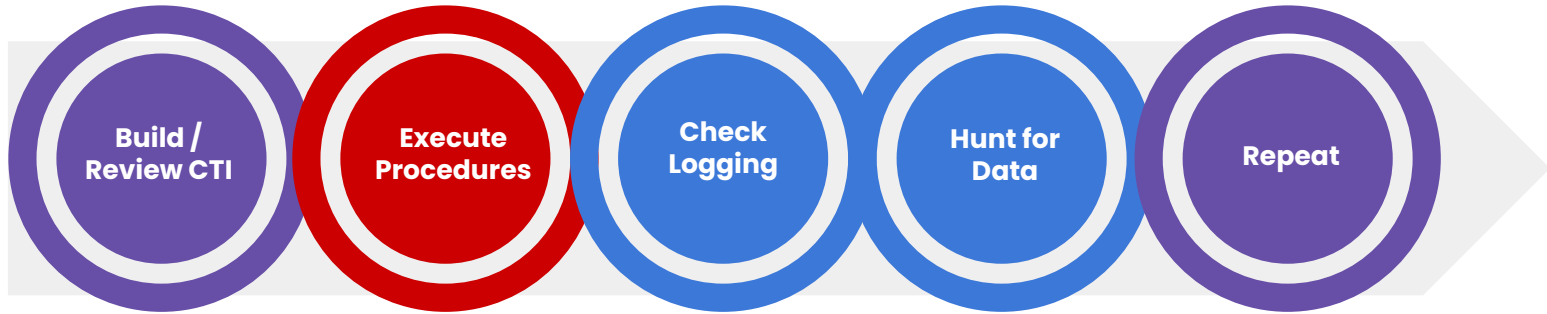 Build /
Review CTI
Execute
Procedures
Check
Logging
Hunt for
Data
Repeat